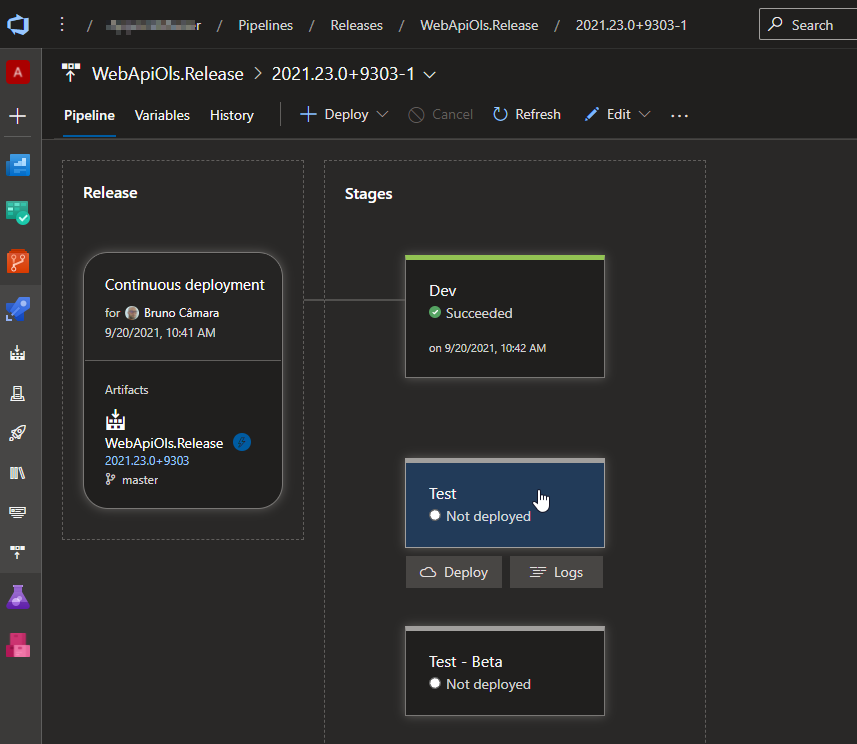 / / Pipelines / Releases / WebApiOls.Release / 2021.23.0+9303-1
Search
A
WebApiOls.Release > 2021.23.0+9303-1
Pipeline Variables History Deploy Cancel Refresh Edit ...
Release
Continuous deployment
for Bruno Câmara
9/20/2021, 10:41 AM
Artifacts
WebApiOls.Release
2021.23.0+9303
master
Stages
Dev
Succeeded
on 9/20/2021, 10:42 AM
Test
Not deployed
Deploy Logs
Test - Beta
Not deployed